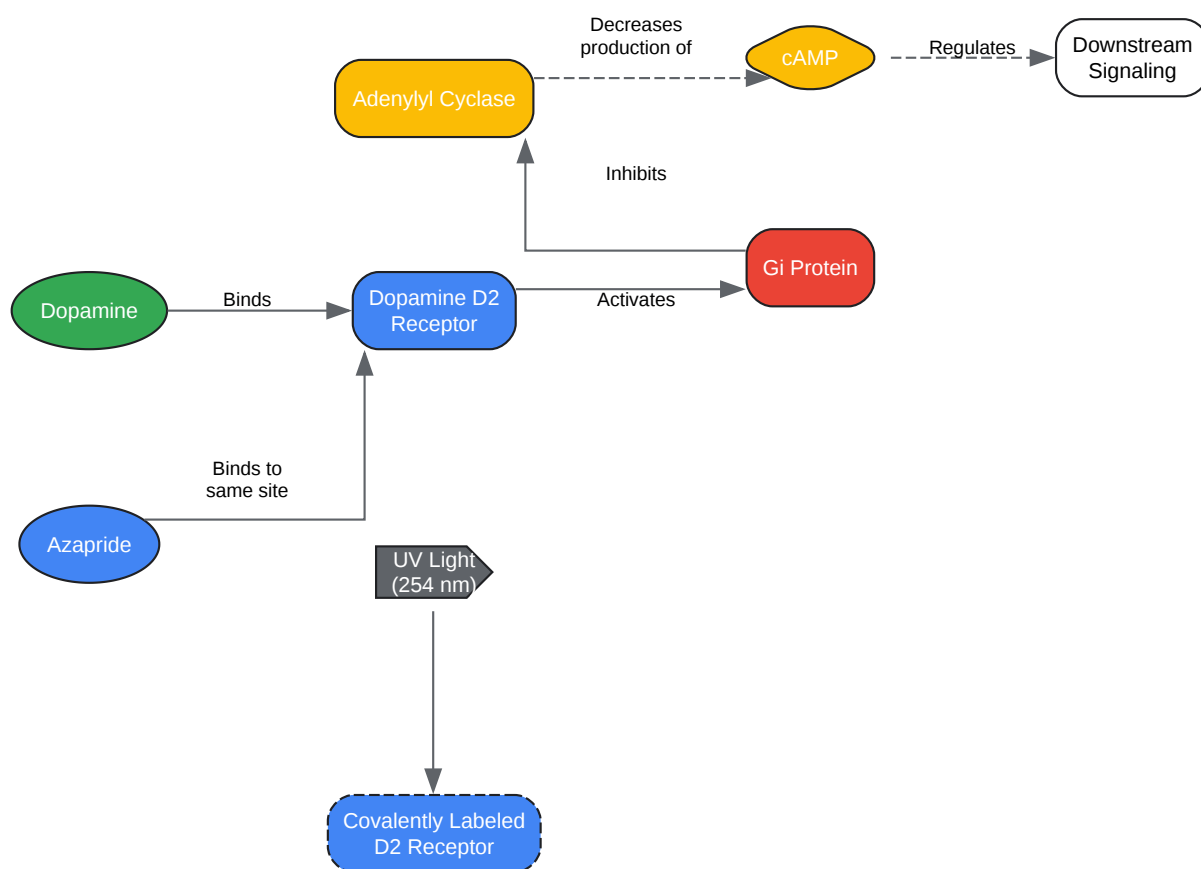 Decreases
production of
cAMP
Regulates
Downstream
Signaling
Adenylyl Cyclase
Inhibits
Gi Protein
Dopamine
Binds
Dopamine D2
Receptor
Activates
Binds to
same site
Azapride
UV Light
(254 nm)
Covalently Labeled
D2 Receptor